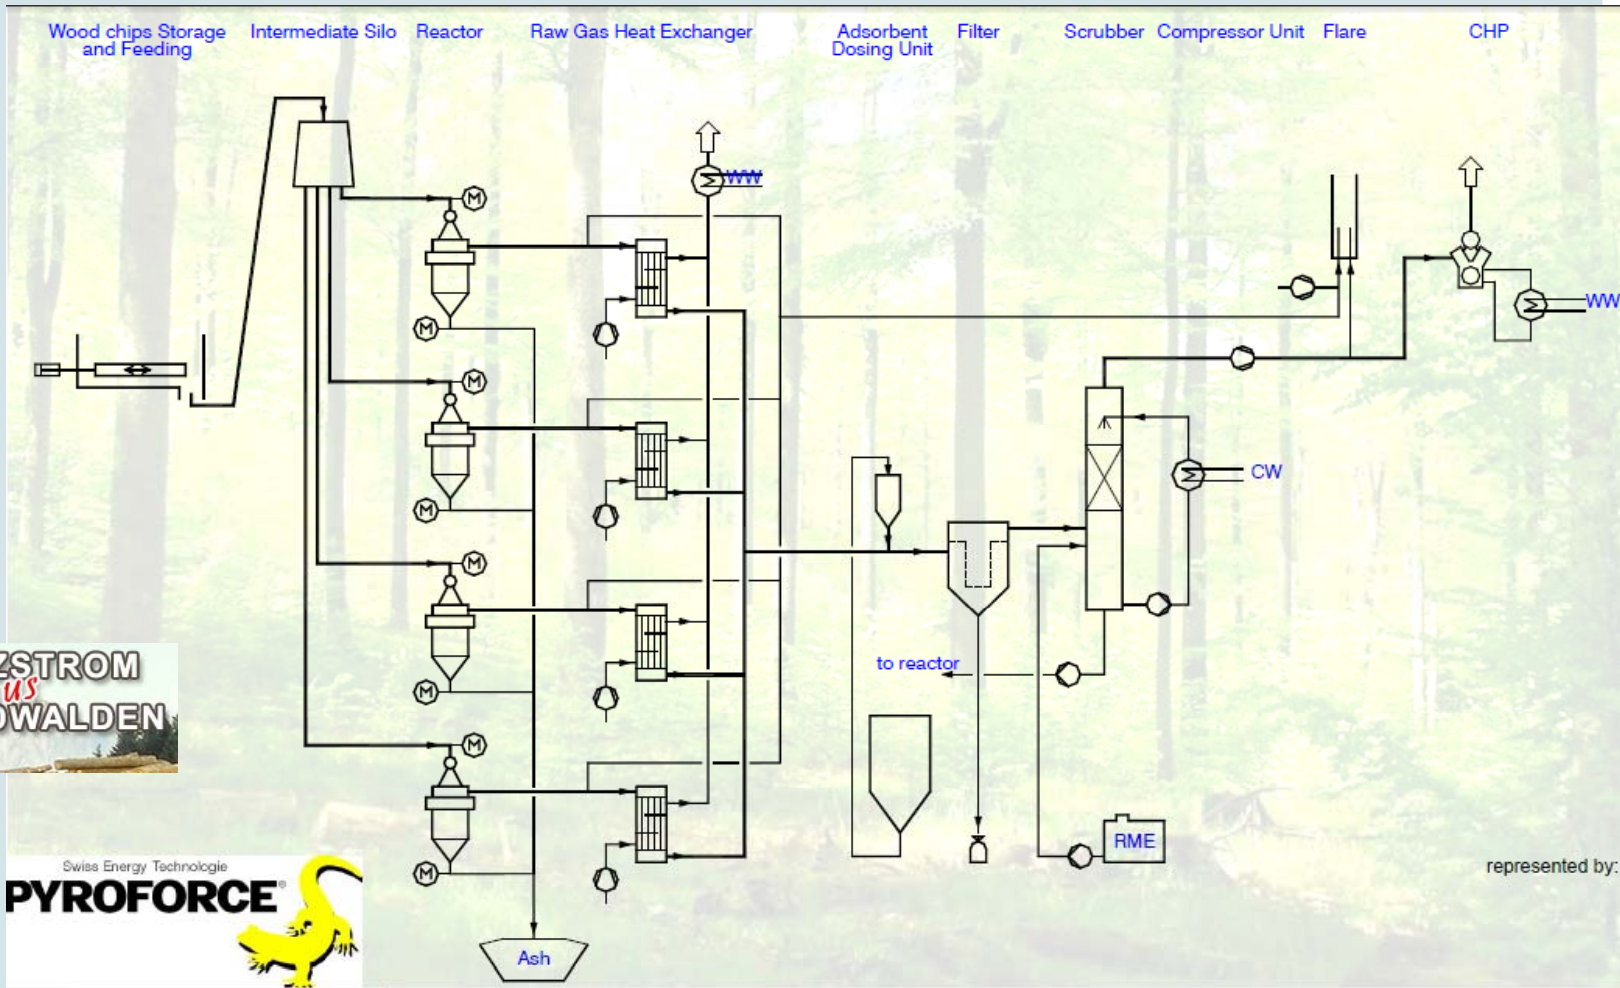 Wood chips Storage
and Feeding
Intermediate Silo
Reactor
Raw Gas Heat Exchanger
Adsorbent
Dosing Unit
Filter
Scrubber
Compressor Unit
Flare
CHP
WW
M
WW
M
M
CW
M
M
to reactor
M
M
RME
M
Ash
ZSTROM
us
DWALDEN
Swiss Energy Technologie
PYROFORCE®
represented by: